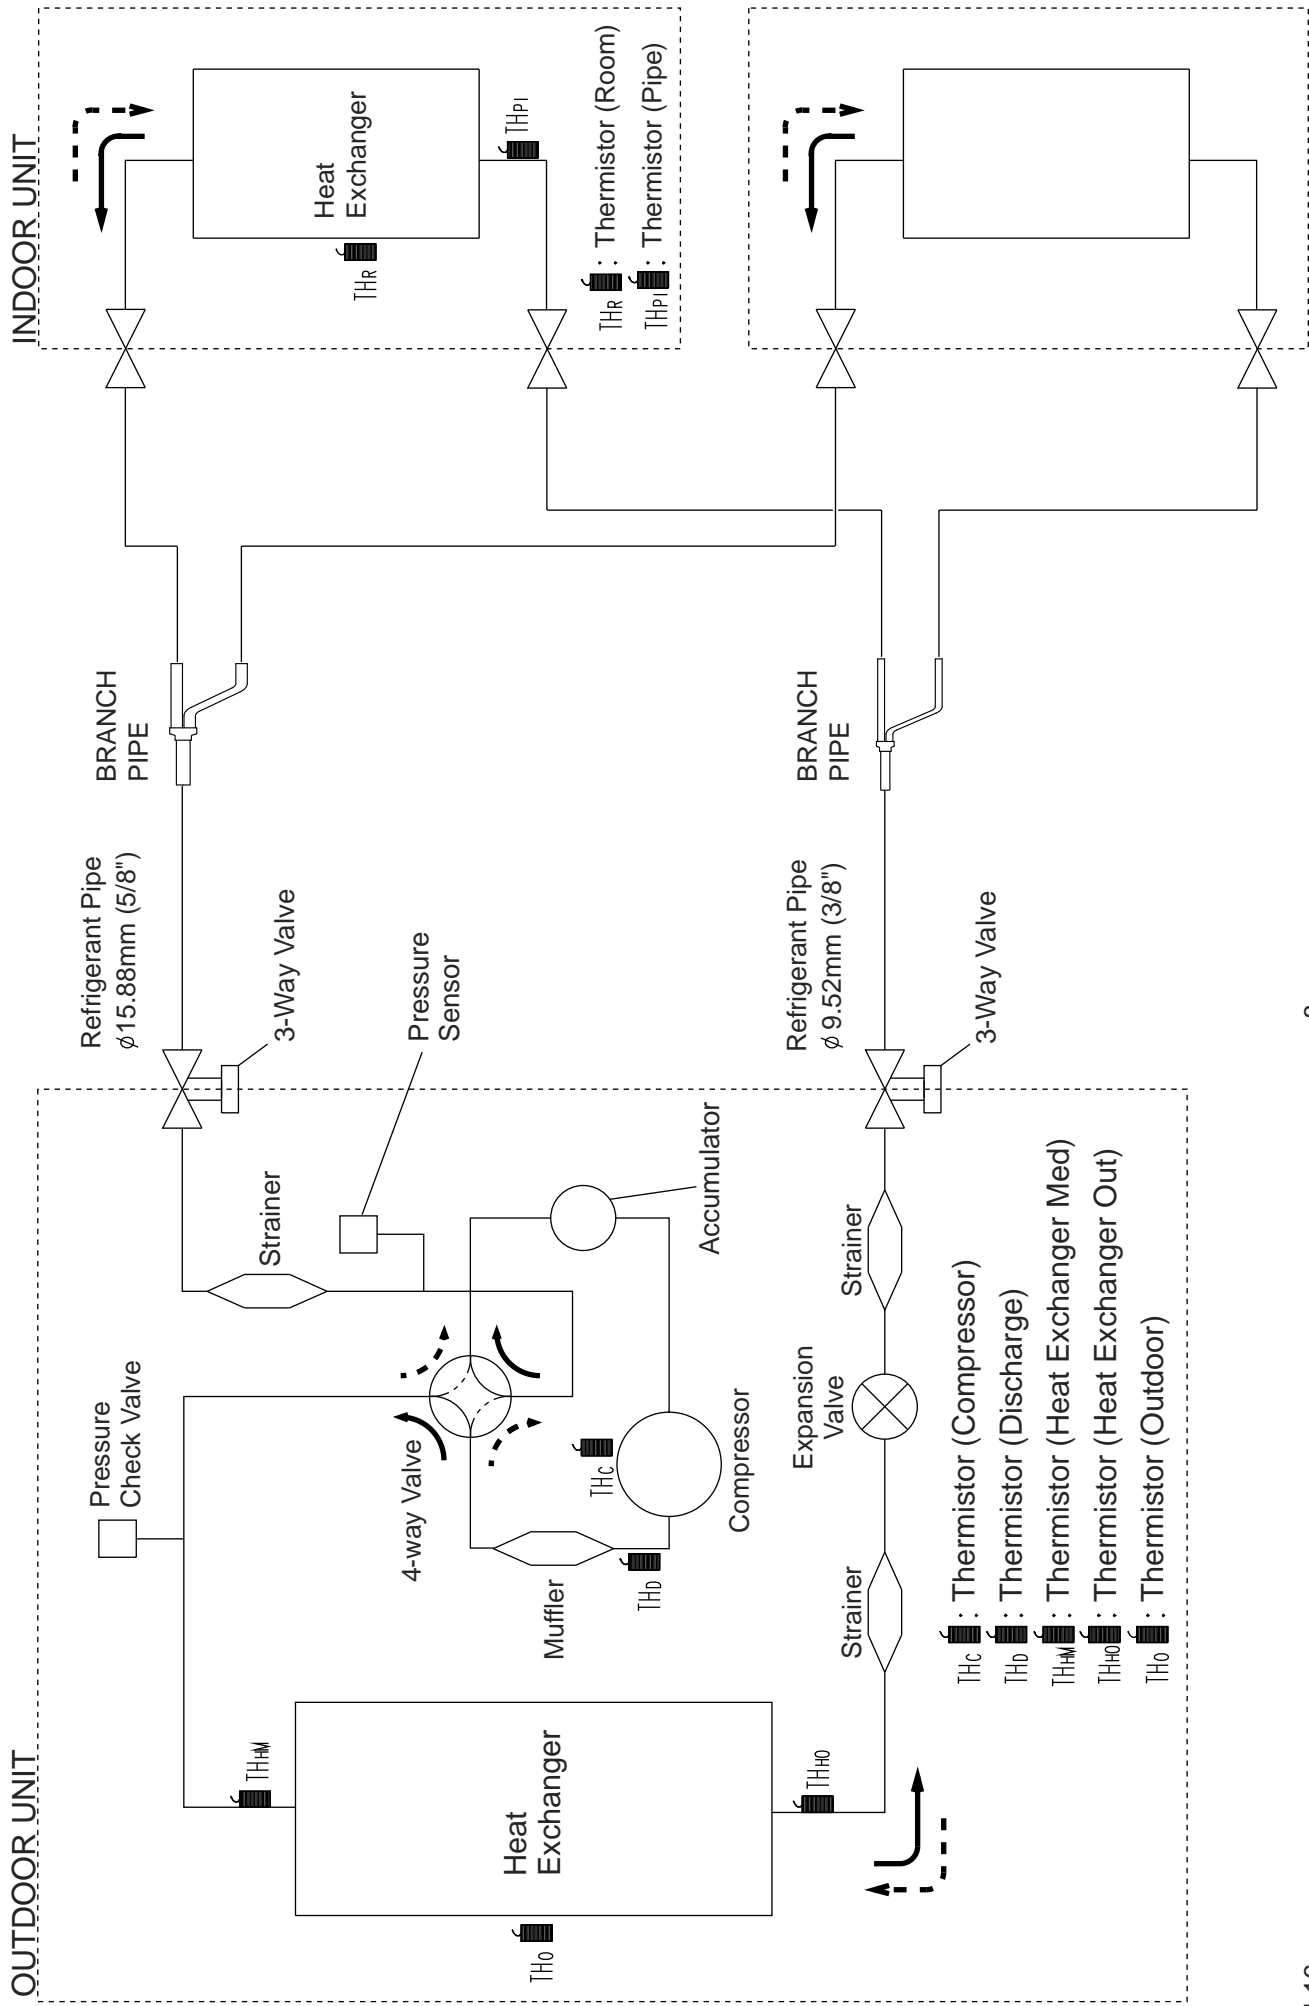 OUTDOOR UNIT
INDOOR UNIT
Pressure
Check Valve
Strainer
Refrigerant Pipe
ϕ15.88mm (5/8")
3-Way Valve
BRANCH
PIPE
Pressure
Sensor
4-way Valve
Accumulator
Muffler
Compressor
THC
THD
THHM
Heat
Exchanger
THO
THHO
Strainer
Expansion
Valve
Strainer
Refrigerant Pipe
ϕ 9.52mm (3/8")
3-Way Valve
BRANCH
PIPE
THC : Thermistor (Compressor)
THD : Thermistor (Discharge)
THHM : Thermistor (Heat Exchanger Med)
THHO : Thermistor (Heat Exchanger Out)
THO : Thermistor (Outdoor)
Heat
Exchanger
THR
THPI
THR : Thermistor (Room)
THPI : Thermistor (Pipe)